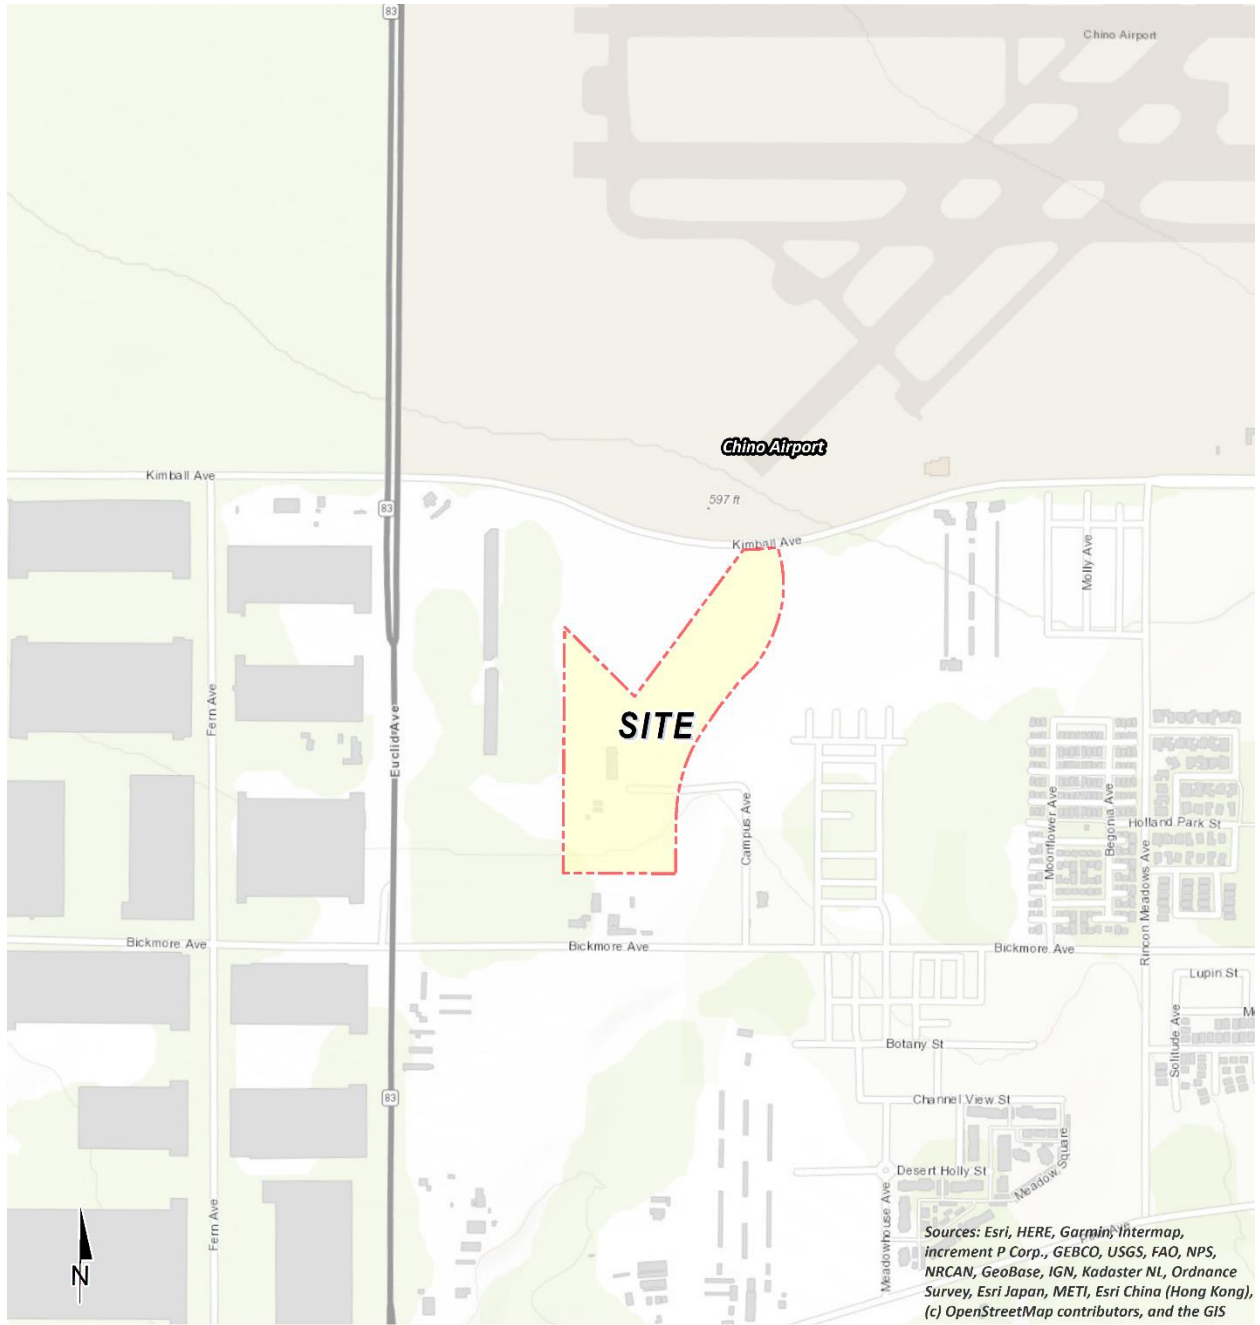 83
Chino Airport
Chino Airport
Kimball Ave
597 ft
83
Kimball Ave
Molly Ave
Fern Ave
Euclid Ave
SITE
Campus Ave
Moonflower Ave
Begonia Ave
Holland Park St
Rincon Meadows Ave
Bickmore Ave
Bickmore Ave
Bickmore Ave
Lupin St
Solitude Ave
Botany St
83
Channel View St
Desert Holly St
Meadow Square
Meadowhouse Ave
Fern Ave
N
Sources: Esri, HERE, Garmin, Intermap,
increment P Corp., GEBCO, USGS, FAO, NPS,
NRCAN, GeoBase, IGN, Kadaster NL, Ordnance
Survey, Esri Japan, METI, Esri China (Hong Kong),
(c) OpenStreetMap contributors, and the GIS